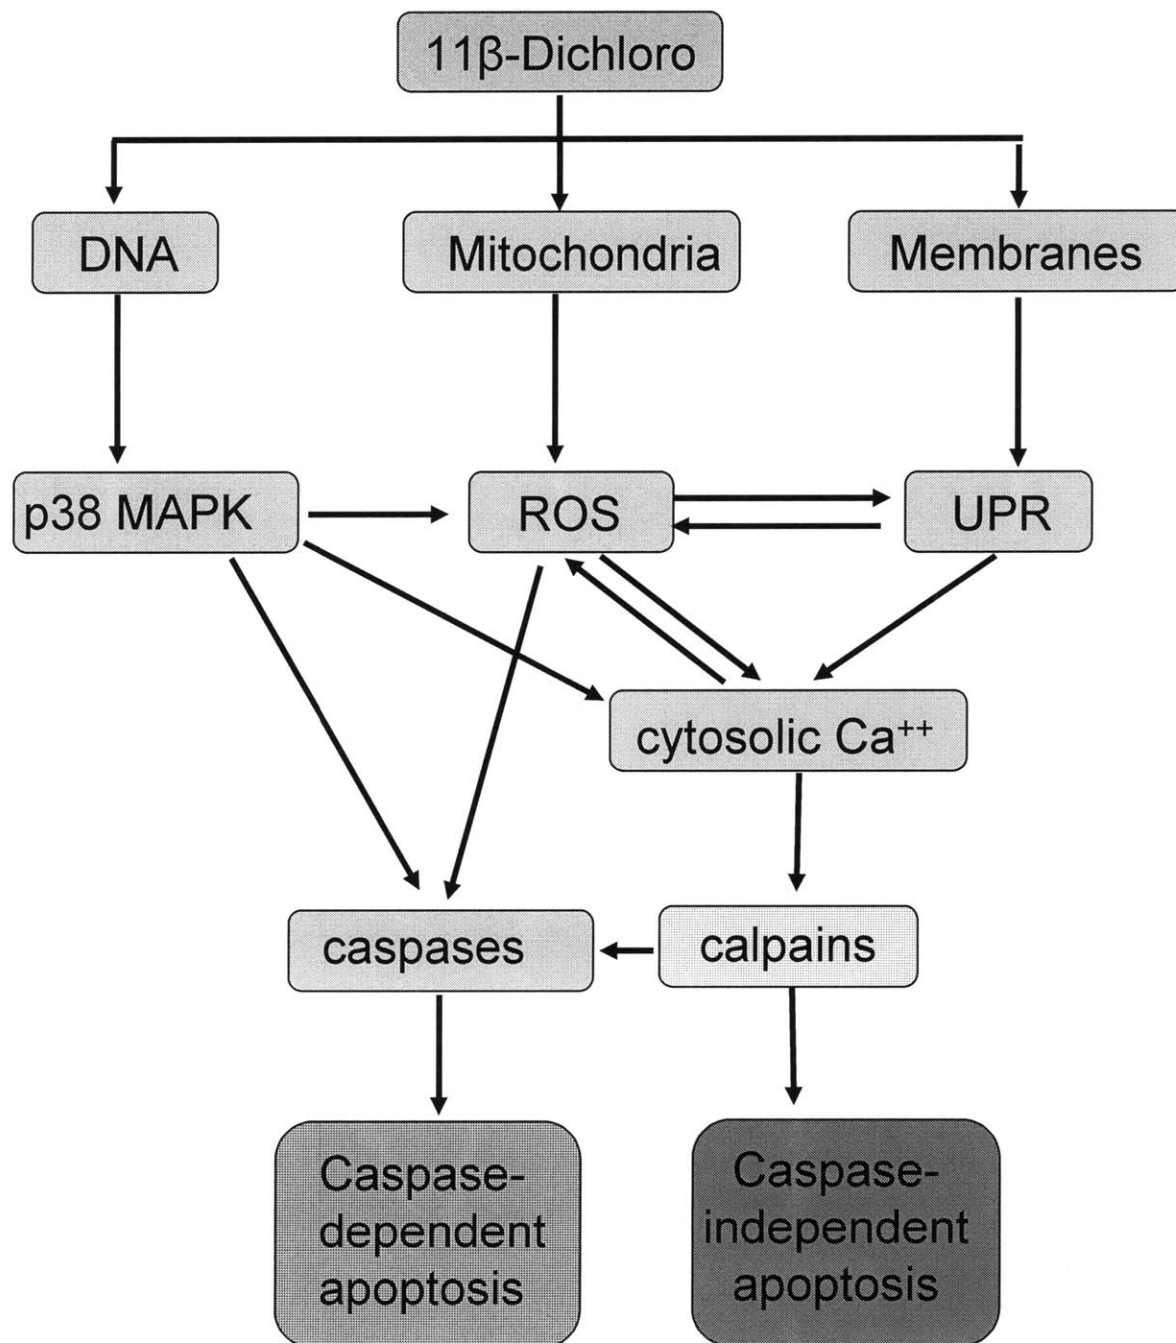 11β-Dichloro
DNA
Mitochondria
Membranes
p38 MAPK
ROS
UPR
cytosolic Ca⁺⁺
caspases
calpains
Caspase-
dependent
apoptosis
Caspase-
independent
apoptosis